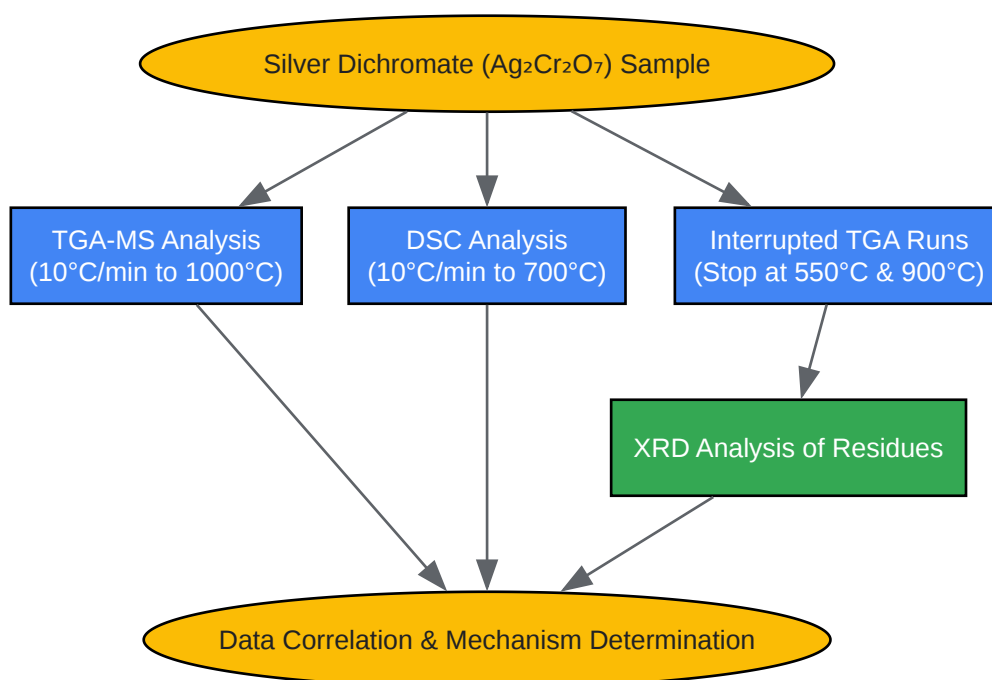 Silver Dichromate (Ag₂Cr₂O₇) Sample
TGA-MS Analysis
(10°C/min to 1000°C)
DSC Analysis
(10°C/min to 700°C)
Interrupted TGA Runs
(Stop at 550°C & 900°C)
XRD Analysis of Residues
Data Correlation & Mechanism Determination